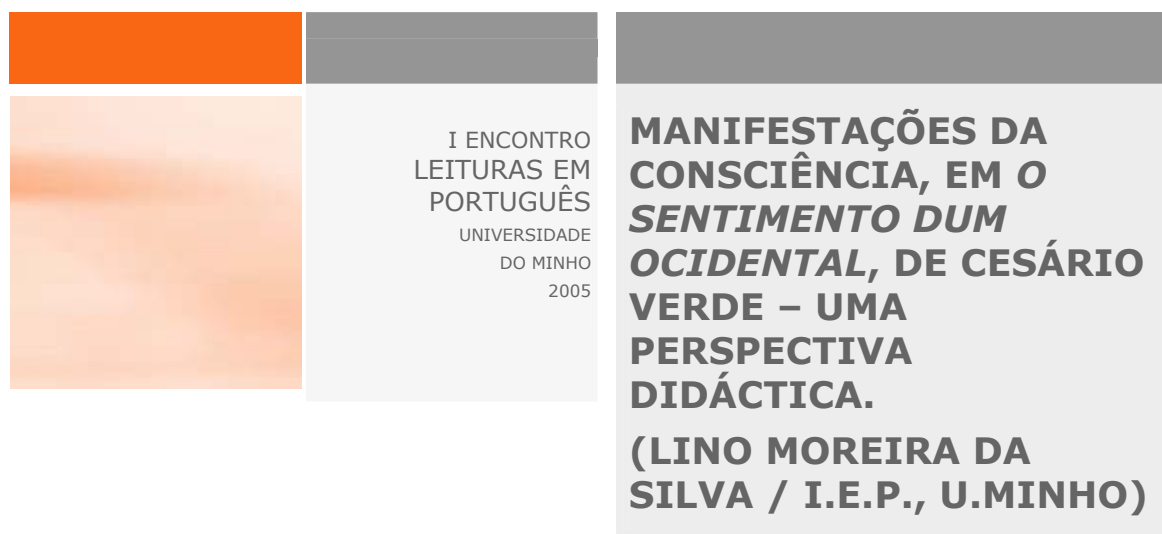 I ENCONTRO
LEITURAS EM
PORTUGUÊS
UNIVERSIDADE
DO MINHO
2005
MANIFESTAÇÕES DA
CONSCIÊNCIA, EM O
SENTIMENTO DUM
OCIDENTAL, DE CESÁRIO
VERDE – UMA
PERSPECTIVA
DIDÁCTICA.
(LINO MOREIRA DA
SILVA / I.E.P., U.MINHO)